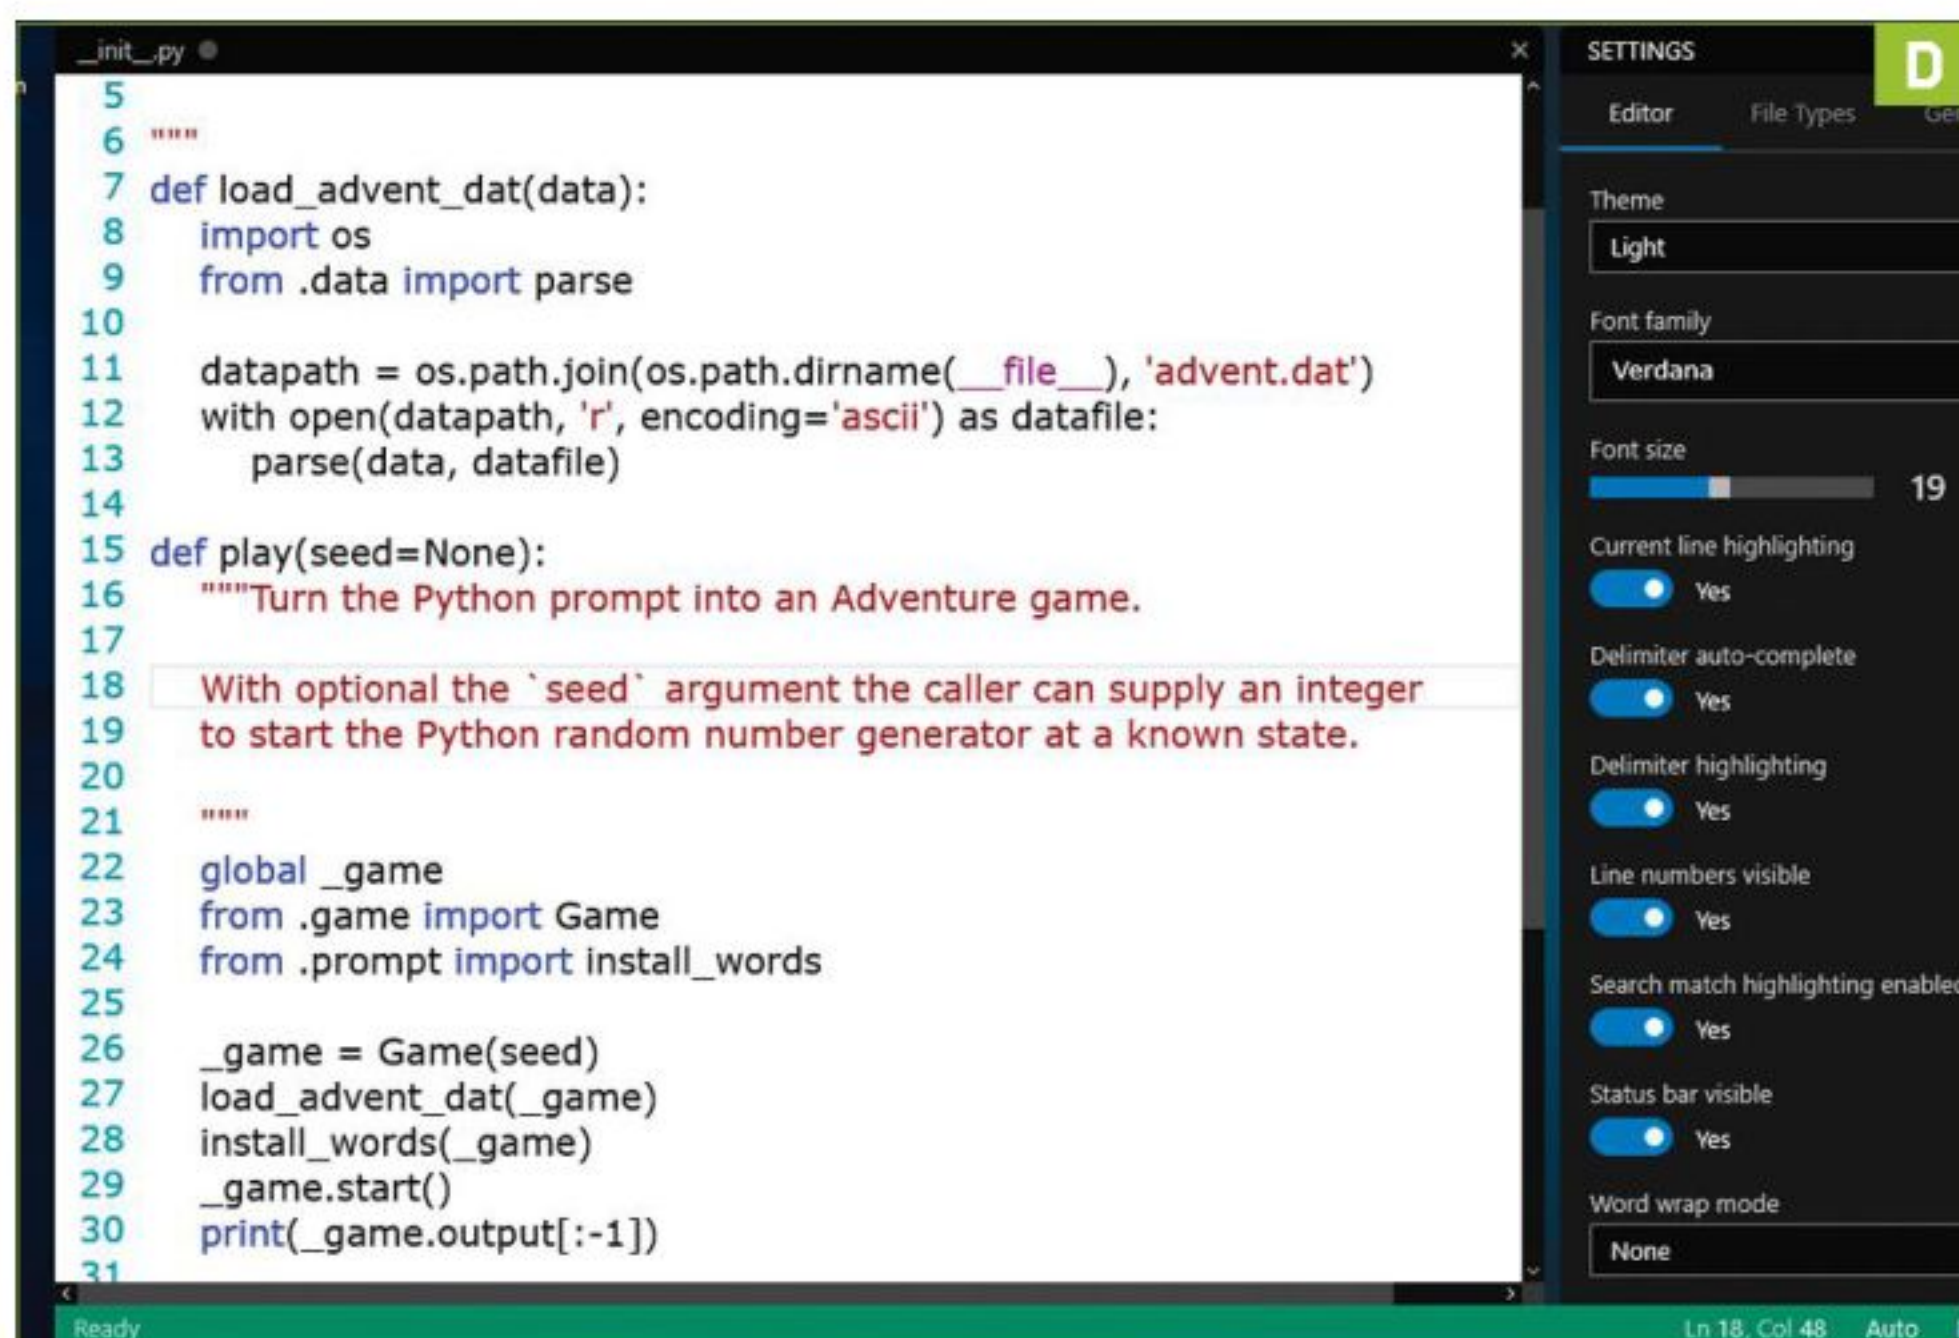 __init__.py
5
6 """
7 def load_advent_dat(data):
8 import os
9 from .data import parse
10
11 datapath = os.path.join(os.path.dirname(__file__), 'advent.dat')
12 with open(datapath, 'r', encoding='ascii') as datafile:
13 parse(data, datafile)
14
15 def play(seed=None):
16 """Turn the Python prompt into an Adventure game.
17
18 With optional the `seed` argument the caller can supply an integer
19 to start the Python random number generator at a known state.
20
21 """
22 global _game
23 from .game import Game
24 from .prompt import install_words
25
26 _game = Game(seed)
27 load_advent_dat(_game)
28 install_words(_game)
29 _game.start()
30 print(_game.output[:-1])
31
SETTINGS
D
Editor File Types
Theme
Light
Font family
Verdana
Font size
19
Current line highlighting
Yes
Delimiter auto-complete
Yes
Delimiter highlighting
Yes
Line numbers visible
Yes
Search match highlighting enabled
Yes
Status bar visible
Yes
Word wrap mode
None
Ready
Ln 18, Col 48 Auto